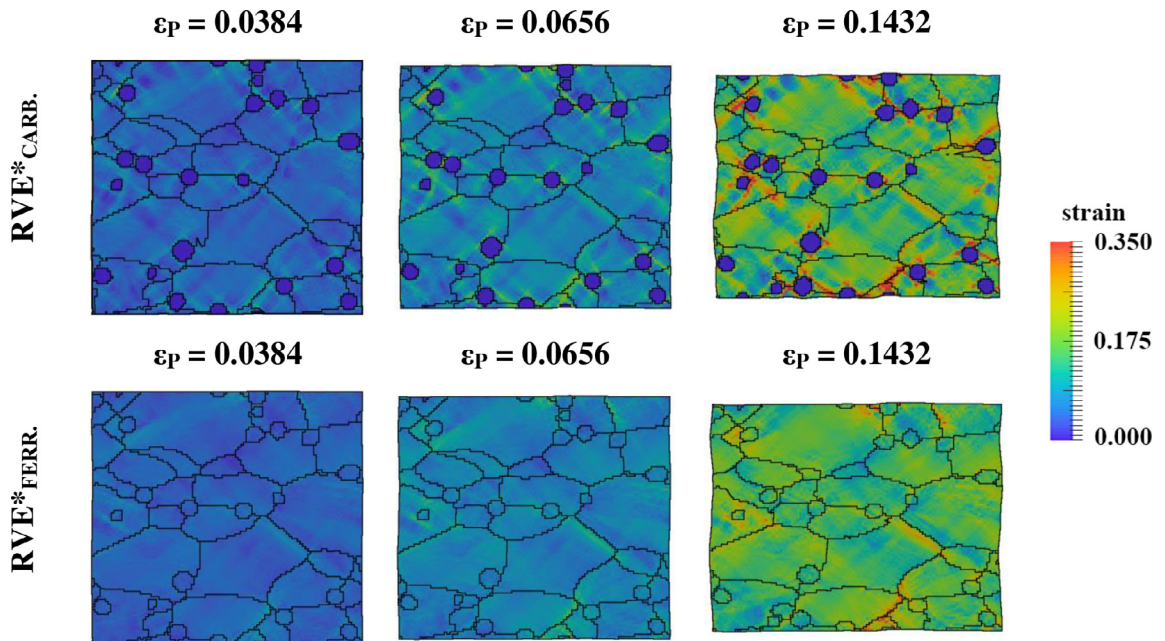 εP = 0.0384 εP = 0.0656 εP = 0.1432
RVE*CARB.
strain
0.350
0.175
0.000
εP = 0.0384 εP = 0.0656 εP = 0.1432
RVE*FERR.